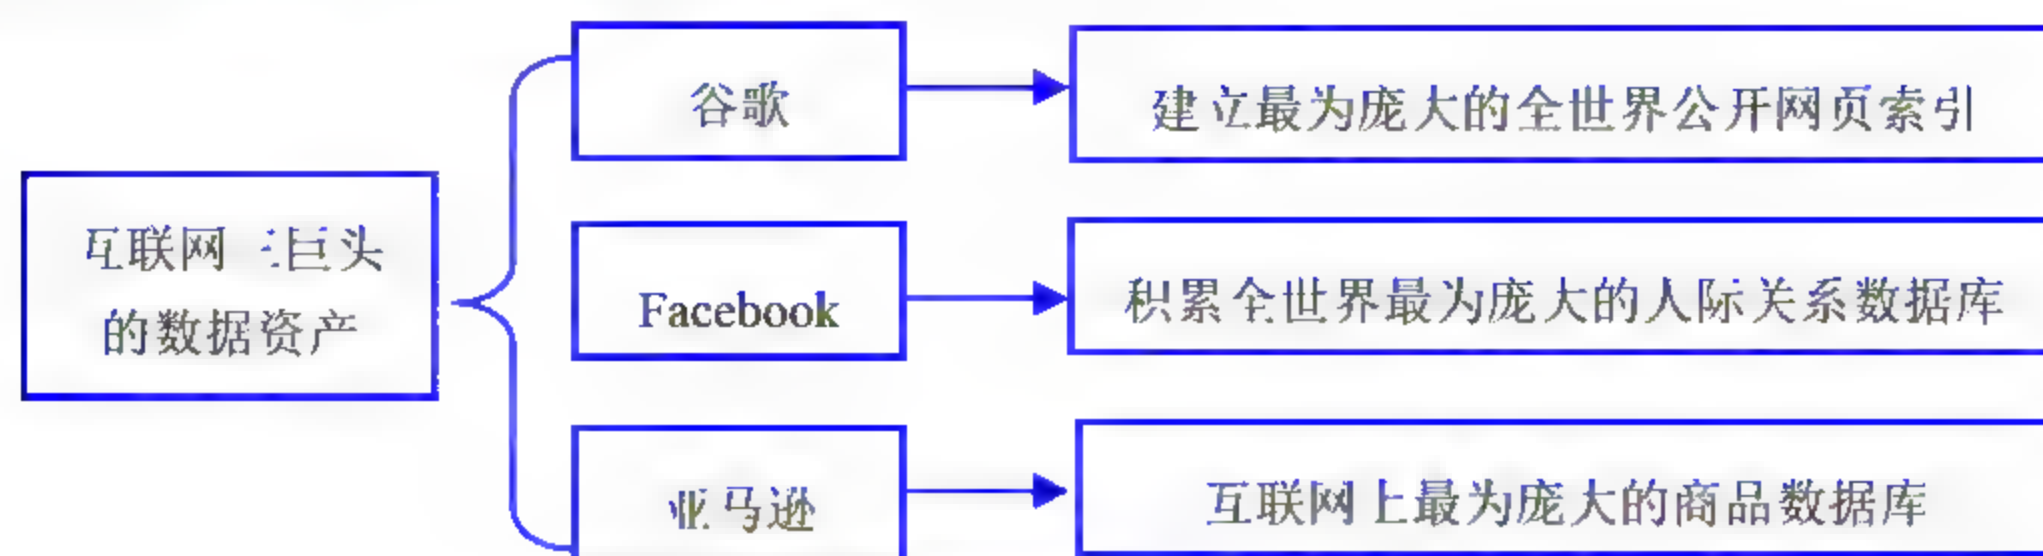 谷歌
建立最为庞大的全世界公开网页索引
互联网三巨头
的数据资产
Facebook
积累全世界最为庞大的人际关系数据库
亚马逊
互联网上最为庞大的商品数据库